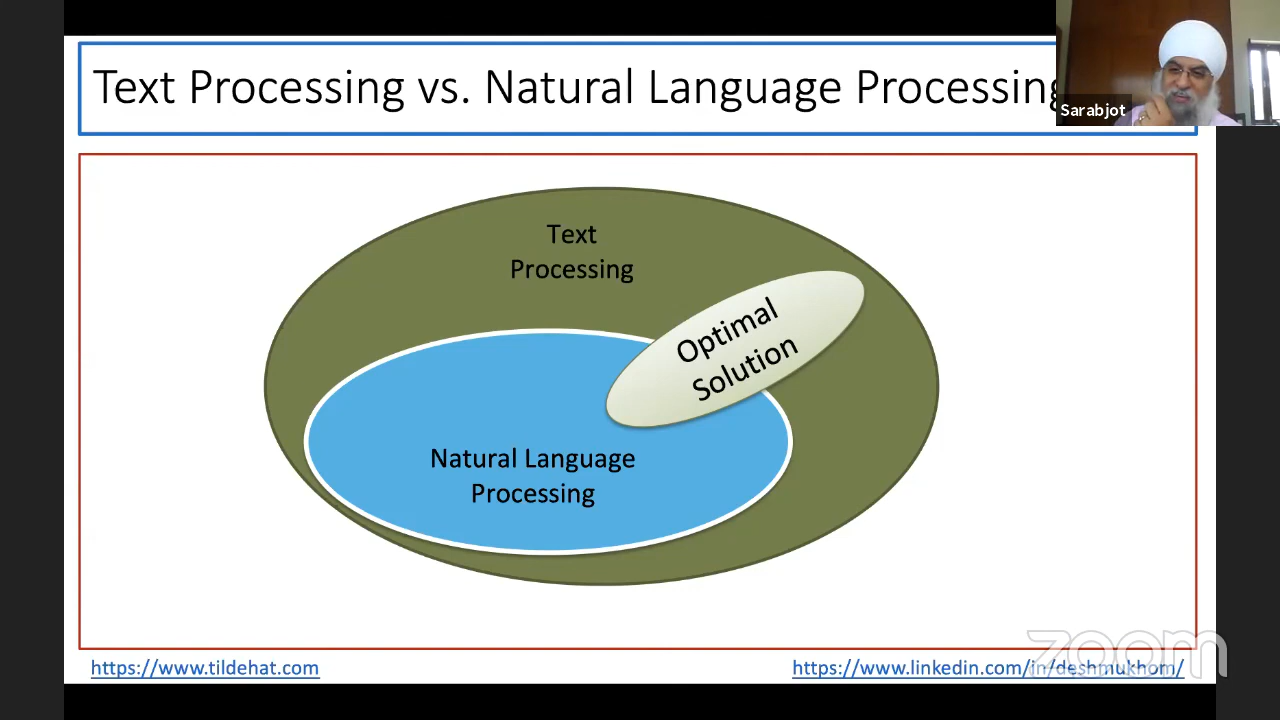 Text Processing vs. Natural Language Processing
Sarabjot
Text
Processing
Optimal
Solution
Natural Language
Processing
https://www.tildehat.com
https://www.linkedin.com/in/deshmukhom/
zoom